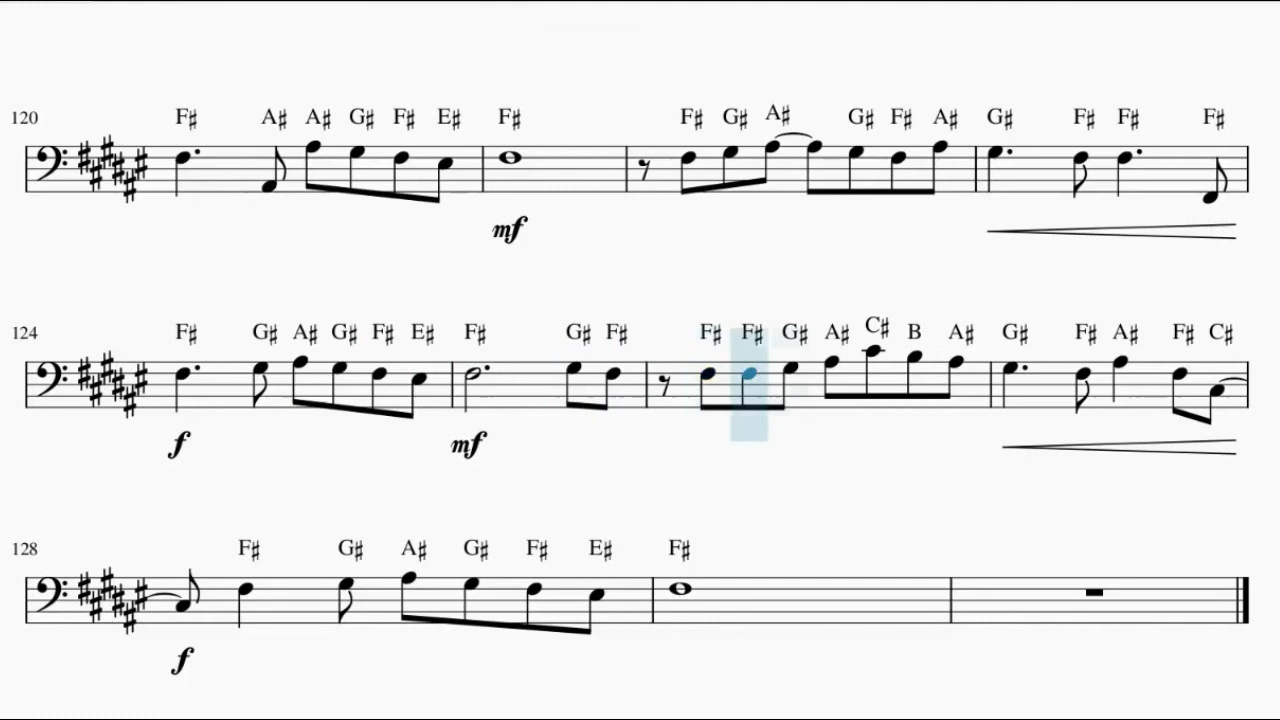 120 F♯ A♯ A♯ G♯ F♯ E♯ F♯ F♯ G♯ A♯ G♯ F♯ A♯ G♯ F♯ F♯ F♯
mf
124 F♯ G♯ A♯ G♯ F♯ E♯ F♯ G♯ F♯ F♯ F♯ G♯ A♯ C♯ B A♯ G♯ F♯ A♯ F♯ C♯
f mf
128 F♯ G♯ A♯ G♯ F♯ E♯ F♯
f